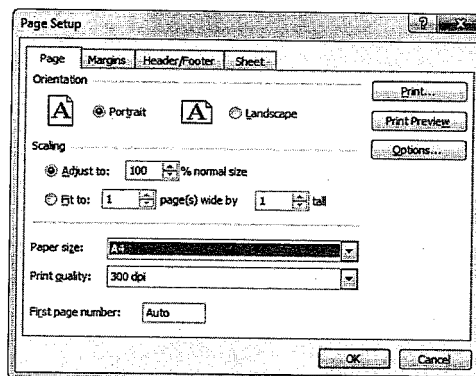 Page Setup
Page Margins Header/Footer Sheet
Orientation
A Portrait A Landscape
Print...
Print Preview
Options...
Scaling
Adjust to: 100 % normal size
Fit to: 1 page(s) wide by 1 tall
Paper size: A4
Print quality: 300 dpi
First page number: Auto
OK Cancel